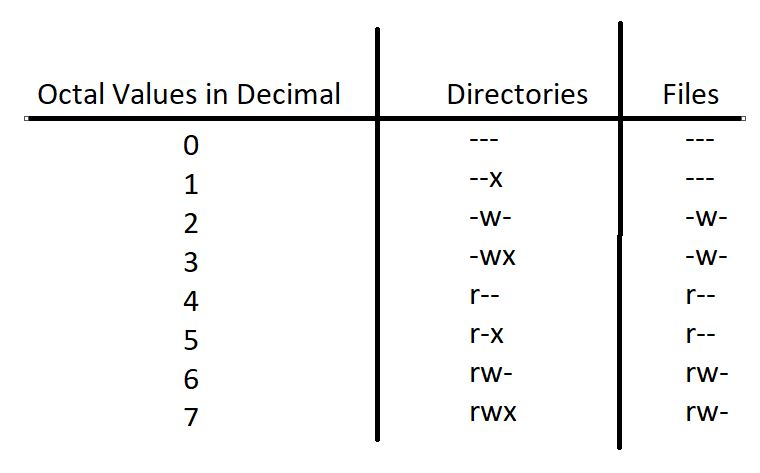 Octal Values in Decimal Directories Files
0 --- ---
1 --x ---
2 -w- -w-
3 -wx -w-
4 r-- r--
5 r-x r--
6 rw- rw-
7 rwx rw-